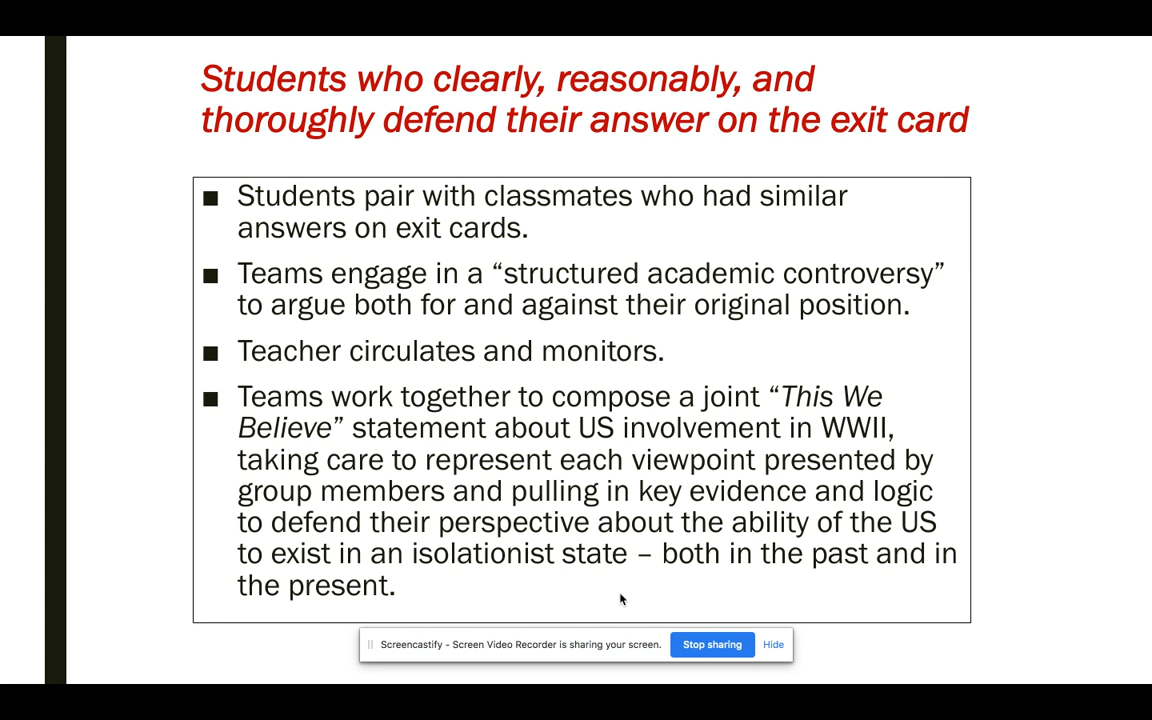 Students who clearly, reasonably, and
thoroughly defend their answer on the exit card
■ Students pair with classmates who had similar
answers on exit cards.
■ Teams engage in a “structured academic controversy”
to argue both for and against their original position.
■ Teacher circulates and monitors.
■ Teams work together to compose a joint “This We
Believe” statement about US involvement in WWII,
taking care to represent each viewpoint presented by
group members and pulling in key evidence and logic
to defend their perspective about the ability of the US
to exist in an isolationist state – both in the past and in
the present.
Screencastify - Screen Video Recorder is sharing your screen. Stop sharing Hide